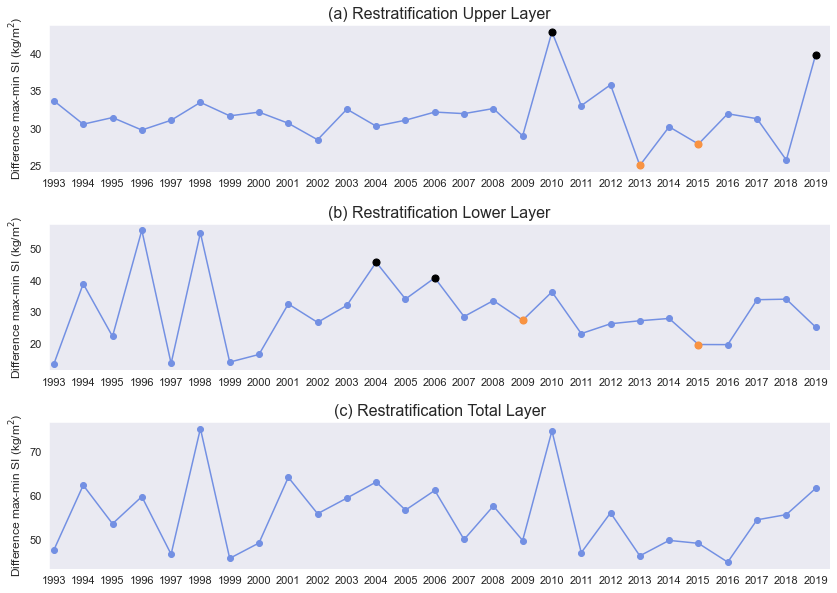 (a) Restratification Upper Layer
Difference max-min SI (kg/m²)
40
35
30
25
1993 1994 1995 1996 1997 1998 1999 2000 2001 2002 2003 2004 2005 2006 2007 2008 2009 2010 2011 2012 2013 2014 2015 2016 2017 2018 2019
(b) Restratification Lower Layer
Difference max-min SI (kg/m²)
50
40
30
20
1993 1994 1995 1996 1997 1998 1999 2000 2001 2002 2003 2004 2005 2006 2007 2008 2009 2010 2011 2012 2013 2014 2015 2016 2017 2018 2019
(c) Restratification Total Layer
Difference max-min SI (kg/m²)
70
60
50
1993 1994 1995 1996 1997 1998 1999 2000 2001 2002 2003 2004 2005 2006 2007 2008 2009 2010 2011 2012 2013 2014 2015 2016 2017 2018 2019